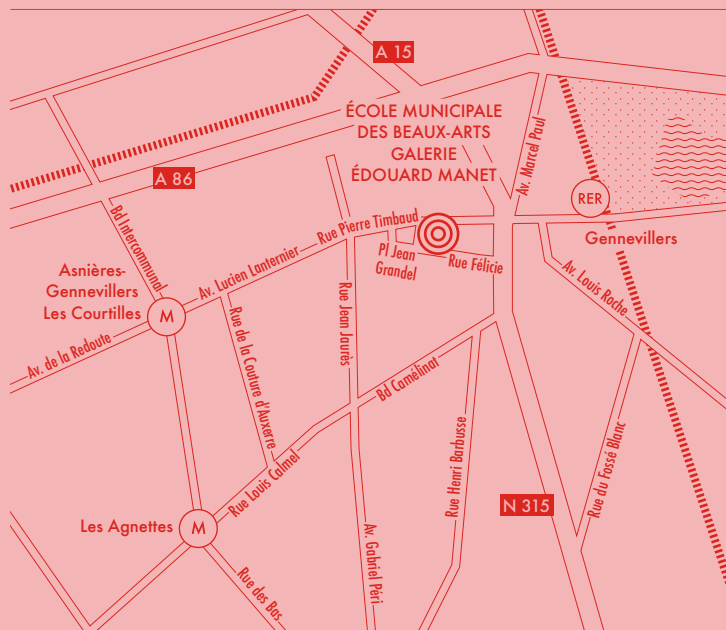 A 15
ÉCOLE MUNICIPALE
DES BEAUX-ARTS
GALERIE
ÉDOUARD MANET
Av. Marcel Paul
A 86
RER
Bd Intercommunal
Rue Pierre Timbaud
Gennevillers
Pl Jean
Grandel
Rue Félicie
Asnières-
Gennevillers
Les Courtilles
M
Av. Lucien Lanternier
Av. Louis Roche
Av. de la Redoute
Rue de la Couture d'Auxerre
Rue Jean Jaurès
Bd Camélinat
Rue Henri Barbusse
Rue du Fossé Blanc
Rue Louis Calmel
N 315
Les Agnettes
M
Av. Gabriel Péri
Rue des Bas